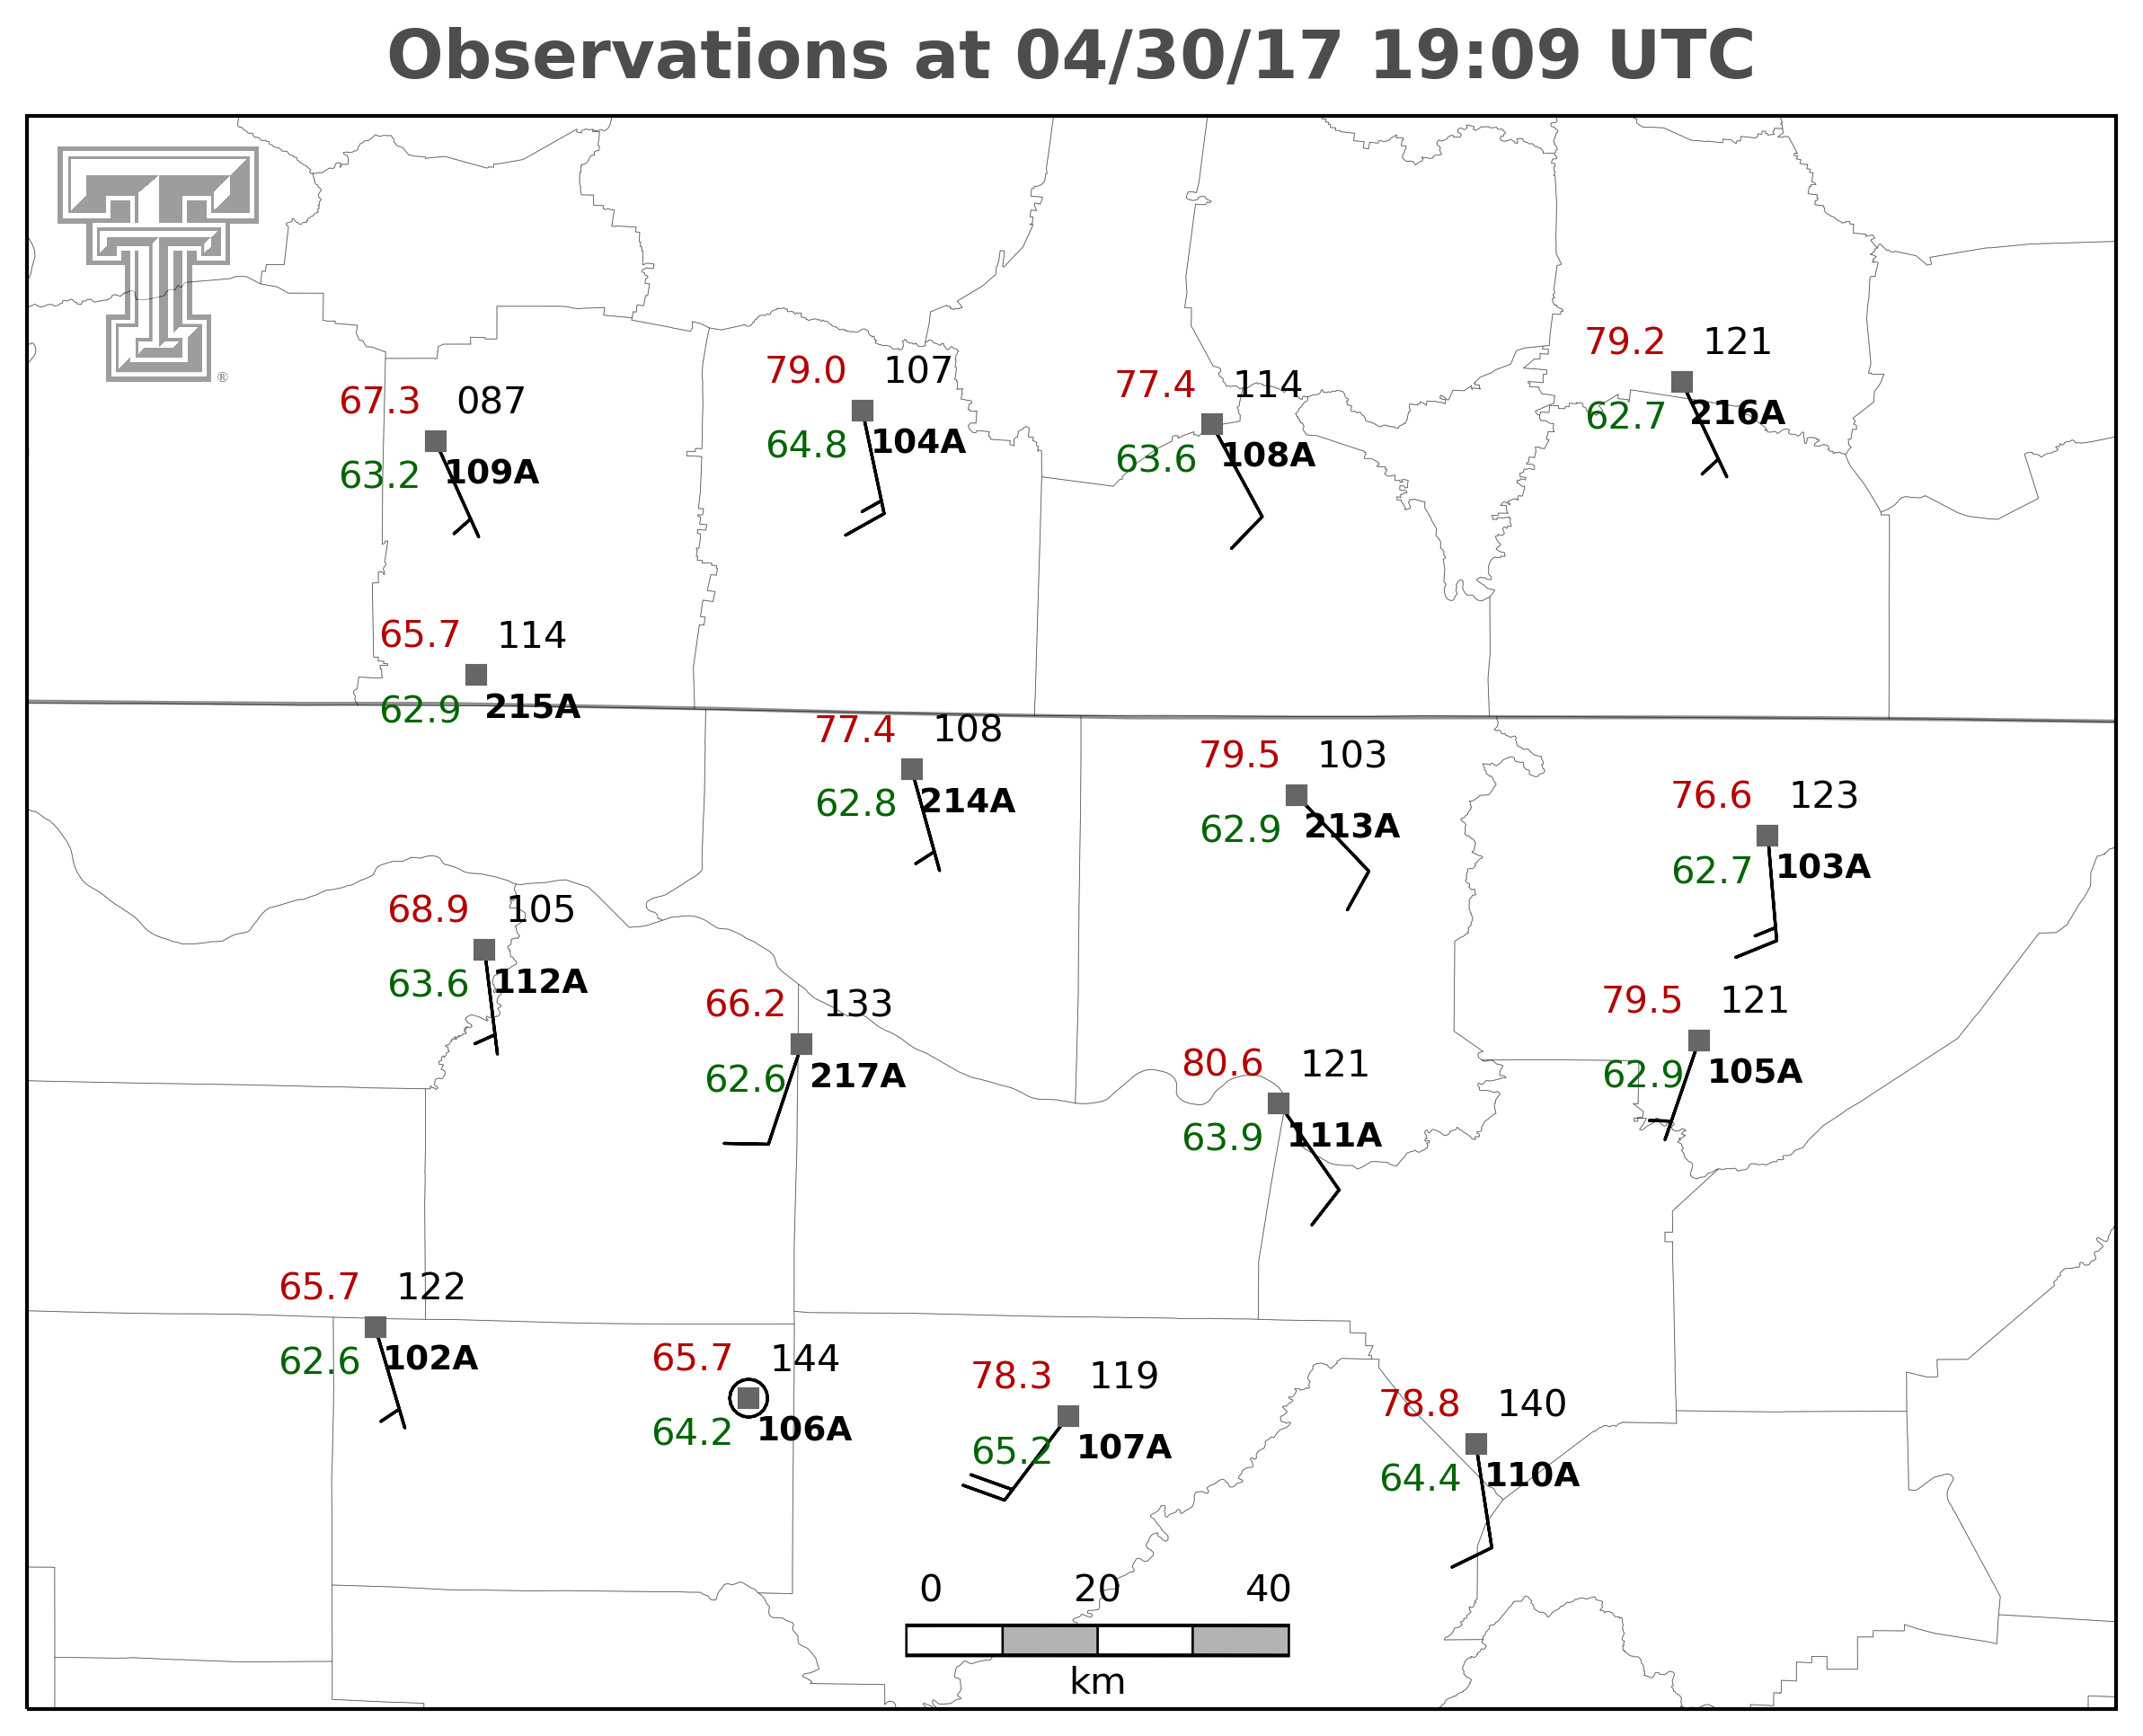 Observations at 04/30/17 19:09 UTC
®
79.2 121
62.7 216A
79.0 107
64.8 104A
77.4 114
63.6 108A
67.3 087
63.2 109A
65.7 114
62.9 215A
77.4 108
62.8 214A
79.5 103
62.9 213A
76.6 123
62.7 103A
68.9 105
63.6 112A
66.2 133
62.6 217A
79.5 121
62.9 105A
80.6 121
63.9 111A
65.7 122
62.6 102A
65.7 144
64.2 106A
78.3 119
65.2 107A
78.8 140
64.4 110A
0 20 40
km